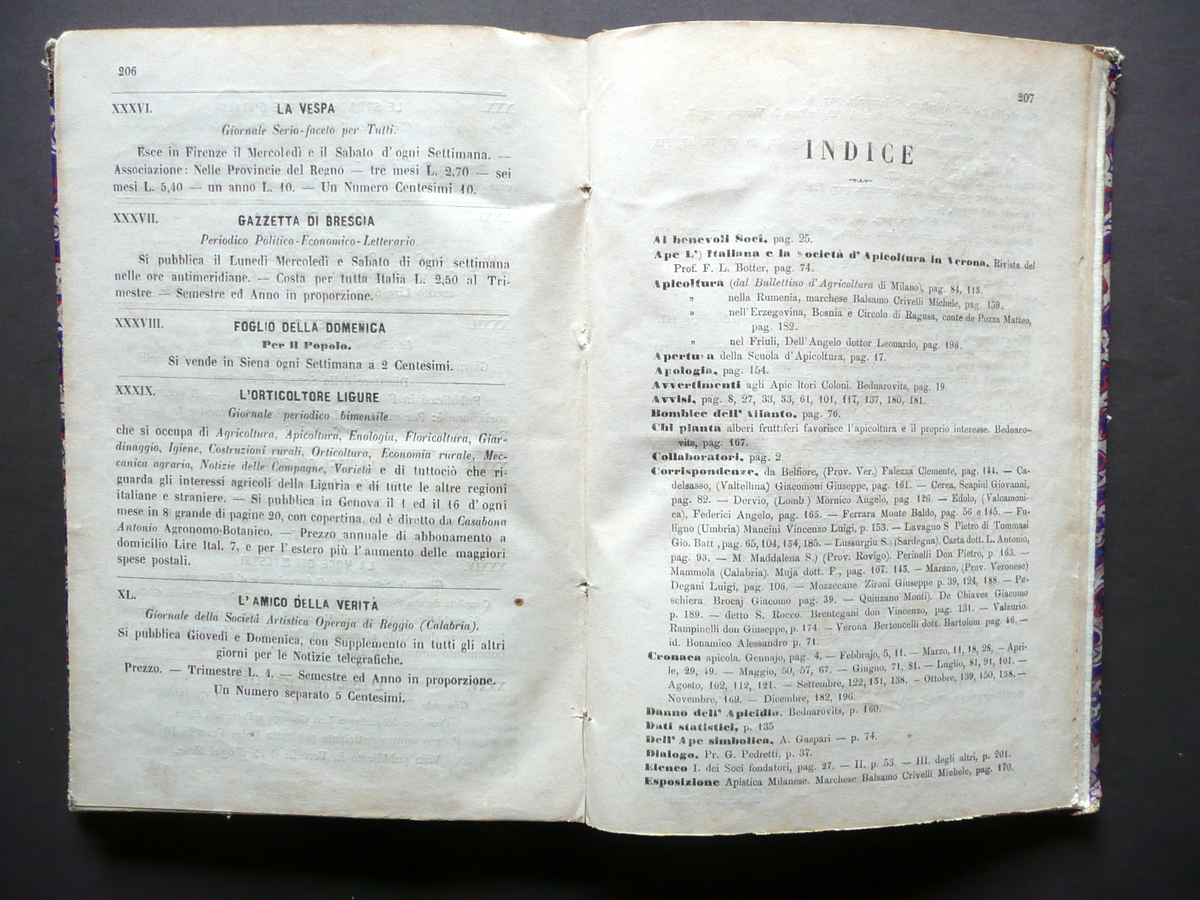 206
XXXVI. LA VESPA
Giornale Serio-faceto per Tutti.
Esce in Firenze il Mercoledì e il Sabato d'ogni Settimana. —
Associazione: Nelle Provincie del Regno — tre mesi L. 2,70 — sei
mesi L. 5,40 — un anno L. 10. — Un Numero Centesimi 10.
XXXVII. GAZZETTA DI BRESCIA
Periodico Politico-Economico-Letterario.
Si pubblica il Lunedì Mercoledì e Sabato di ogni settimana
nelle ore antimeridiane. — Costa per tutta Italia L. 2,50 al Tri-
mestre — Semestre ed Anno in proporzione.
XXXVIII. FOGLIO DELLA DOMENICA
Per il Popolo.
Si vende in Siena ogni Settimana a 2 Centesimi.
XXXIX. L'ORTICOLTORE LIGURE
Giornale periodico bimensile
che si occupa di Agricoltura, Apicoltura, Enologia, Floricoltura, Giar-
dinaggio, Igiene, Costruzioni rurali, Orticoltura, Economia rurale, Mec-
canica agraria, Notizie delle Campagne, Varietà e di tuttociò che ri-
guarda gli interessi agricoli della Liguria e di tutte le altre regioni
italiane e straniere. — Si pubblica in Genova il 1 ed il 16 d'ogni
mese in 8 grande di pagine 20, con copertina, ed è diretto da Casabona
Antonio Agronomo-Botanico. — Prezzo annuale di abbonamento a
domicilio Lire Ital. 7, e per l'estero più l'aumento delle maggiori
spese postali.
XL. L'AMICO DELLA VERITÀ
Giornale della Società Artistica Operaja di Reggio (Calabria).
Si pubblica Giovedì e Domenica, con Supplemento in tutti gli altri
giorni per le Notizie telegrafiche.
Prezzo. — Trimestre L. 4. — Semestre ed Anno in proporzione.
Un Numero separato 5 Centesimi.
207
INDICE
Ai benevoli Soci, pag. 25.
Ape L') Italiana e la Società d'Apicoltura in Verona, Rivista del
Prof. F. L. Botter, pag. 74.
Apicoltura (dal Bullettino d'Agricoltura di Milano), pag. 84, 115.
" nella Rumenia, marchese Balsamo Crivelli Michele, pag. 159.
" nell'Erzegovina, Bosnia e Circolo di Ragusa, conte de Pozza Matteo,
pag. 182.
" nel Friuli, Dell'Angelo dottor Leonardo, pag. 196.
Apertura della Scuola d'Apicoltura, pag. 17.
Apologia, pag. 154.
Avvertimenti agli Apic ltori Coloni. Bednarovits, pag. 19.
Avvisi, pag. 8, 27, 33, 53, 61, 101, 117, 137, 180, 181.
Bombice dell'Ailanto, pag. 76.
Chi pianta alberi fruttiferi favorisce l'apicoltura e il proprio interesse. Bednaro-
vits, pag. 167.
Collaboratori, pag. 2
Corrispondenze, da Belfiore, (Prov. Ver.) Falezza Clemente, pag. 144. — Ca-
delsasso, (Valtellina) Giacomoni Giuseppe, pag. 161. — Cerea, Scapini Giovanni,
pag. 82. — Dervio, (Lomb) Mornico Angelo, pag. 126. — Edolo, (Valcamoni-
ca), Federici Angelo, pag. 165. — Ferrara Monte Baldo, pag. 56 e 145. — Fu-
ligno (Umbria) Mancini Vincenzo Luigi, p. 153. — Lavagno S Pietro di Tommasi
Gio. Batt, pag. 65, 104, 154, 185. — Lusurgiu S.) (Sardegna). Carta dott. L. Antonio,
pag. 93. — M. Maddalena S.) (Prov. Rovigo). Perinelli Don Pietro, p. 163. —
Mammola (Calabria). Muja dott. F., pag. 107. 145. — Marano, (Prov. Veronese)
Degani Luigi, pag. 106. — Mozzecane. Zironi Giuseppe p. 39, 124, 188. — Pe-
schiera. Brocaj Giacomo pag. 39. — Quinzano Monti). De Chiaves Giacomo
p. 189. — detto S. Rocco. Brentegani don Vincenzo, pag. 131. — Valsurio.
Rampinelli don Giuseppe, p. 174. — Verona Bertoncelli dott. Bartolom pag. 46. —
id. Bonamico Alessandro p. 71.
Cronaca apicola. Gennajo, pag. 4, — Febbrajo, 5, 11. — Marzo, 11, 18, 28, — Apri-
le, 29, 49. — Maggio, 50, 57, 67. — Giugno, 71, 81. — Luglio, 81, 91, 101. —
Agosto, 102, 112, 121. — Settembre, 122, 131, 138. — Ottobre, 139, 150, 158. —
Novembre, 169. — Dicembre, 182, 196.
Danno dell'Apicidio. Bednarovits, p. 160.
Dati statistici, p. 135
Dell'Ape simbolica, A. Gaspari — p. 74.
Dialogo, Pr. G. Pedretti, p. 37.
Elenco I. dei Soci fondatori, pag. 27. — II. p. 53. — III. degli altri, p. 201.
Esposizione Apistica Milanese. Marchese Balsamo Crivelli Michele, pag. 170.